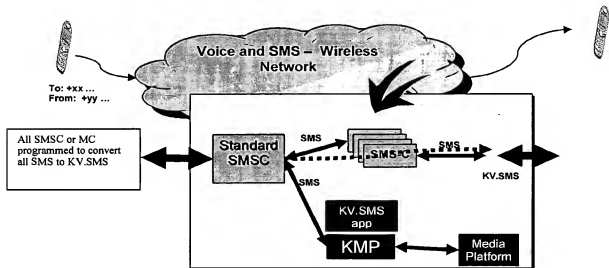 Voice and SMS – Wireless
Network
To: +xx ...
From: +yy ...
All SMSC or MC
programmed to convert
all SMS to KV.SMS
Standard
SMSC
SMS
SMS-C
SMS
KV.SMS
SMS
KV.SMS
app
KMP
Media
Platform